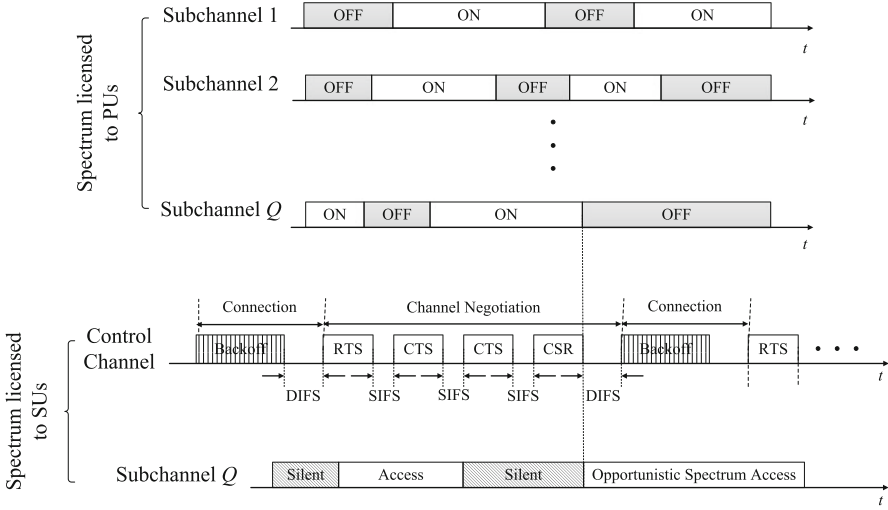 Spectrum licensed
to PUs
Subchannel 1
OFF ON OFF ON
t
Subchannel 2
OFF ON OFF ON OFF
t
Subchannel Q
ON OFF ON OFF
t
Spectrum licensed
to SUs
Connection Channel Negotiation Connection
Control
Channel
Backoff RTS CTS CTS CSR Backoff RTS
t
DIFS SIFS SIFS SIFS DIFS
Subchannel Q
Silent Access Silent Opportunistic Spectrum Access
t